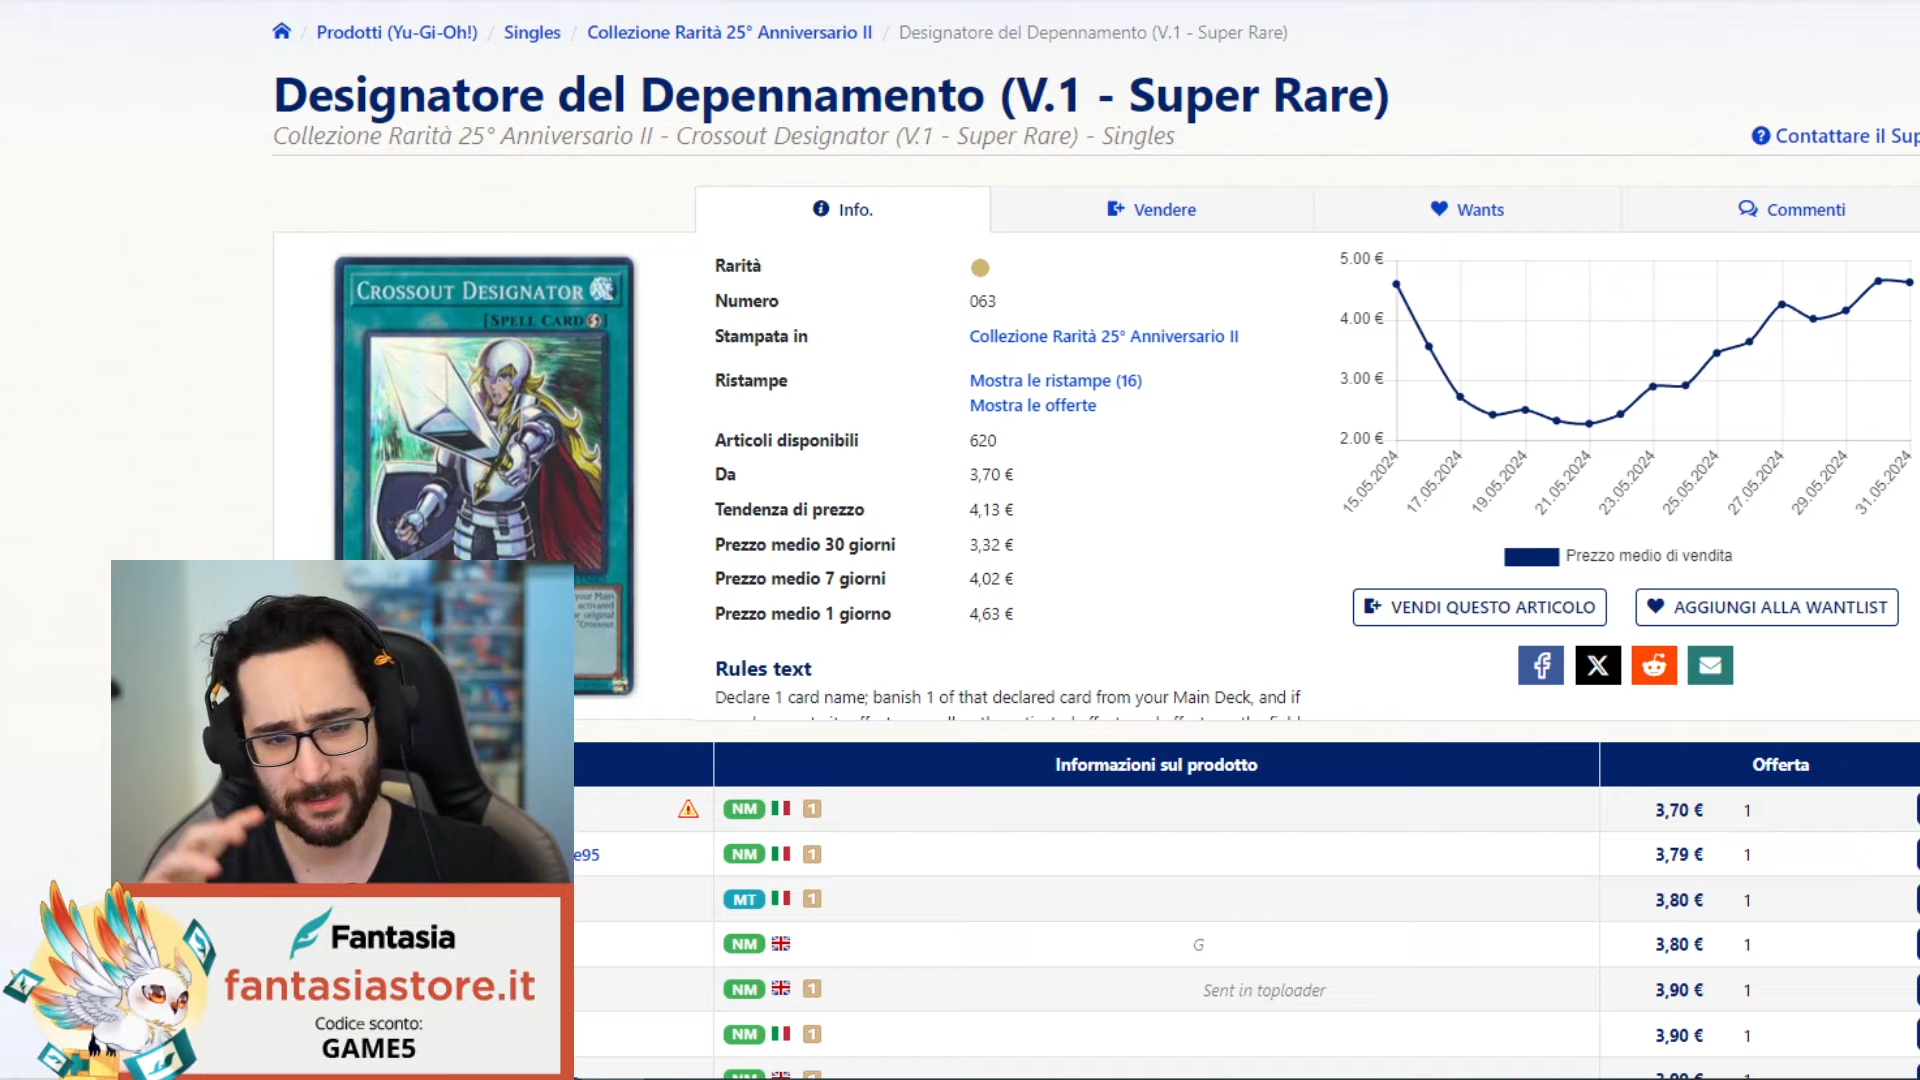 Prodotti (Yu-Gi-Oh!) / Singles / Collezione Rarità 25° Anniversario II / Designatore del Depennamento (V.1 - Super Rare)
Designatore del Depennamento (V.1 - Super Rare)
Collezione Rarità 25° Anniversario II - Crossout Designator (V.1 - Super Rare) - Singles
Contattare il Sup
Info.
Vendere
Wants
Commenti
CROSSOUT DESIGNATOR
[SPELL CARD]
your Main
activated
original
"Crossout
Rarità
Numero 063
Stampata in Collezione Rarità 25° Anniversario II
Ristampe Mostra le ristampe (16)
Mostra le offerte
Articoli disponibili 620
Da 3,70 €
Tendenza di prezzo 4,13 €
Prezzo medio 30 giorni 3,32 €
Prezzo medio 7 giorni 4,02 €
Prezzo medio 1 giorno 4,63 €
Rules text
Declare 1 card name; banish 1 of that declared card from your Main Deck, and if
5.00 €
4.00 €
3.00 €
2.00 €
15.05.2024
17.05.2024
19.05.2024
21.05.2024
23.05.2024
25.05.2024
27.05.2024
29.05.2024
31.05.2024
Prezzo medio di vendita
VENDI QUESTO ARTICOLO
AGGIUNGI ALLA WANTLIST
Informazioni sul prodotto
Offerta
NM 1 3,70 € 1
e95 NM 1 3,79 € 1
MT 1 3,80 € 1
NM G 3,80 € 1
NM 1 Sent in toploader 3,90 € 1
NM 1 3,90 € 1
Fantasia
fantasiastore.it
Codice sconto:
GAME5